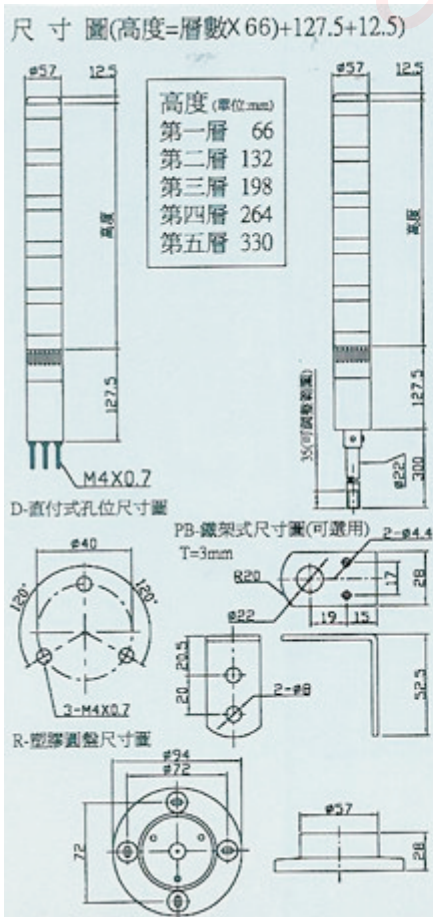 尺 寸 圖(高度=層數X 66)+127.5+12.5)
ø57
12.5
高度
127.5
M4X0.7
高度 (單位:mm)
第一層 66
第二層 132
第三層 198
第四層 264
第五層 330
ø57
12.5
高度
127.5
35(可調整範圍)
ø22
300
D-直付式孔位尺寸圖
ø40
120°
120°
3-M4X0.7
PB-鐵架式尺寸圖(可選用)
T=3mm
2-ø4.4
R20
17
28
ø22
19
15
20.5
20
2-ø8
52.5
R-塑膠圓盤尺寸圖
ø94
ø72
72
ø57
28